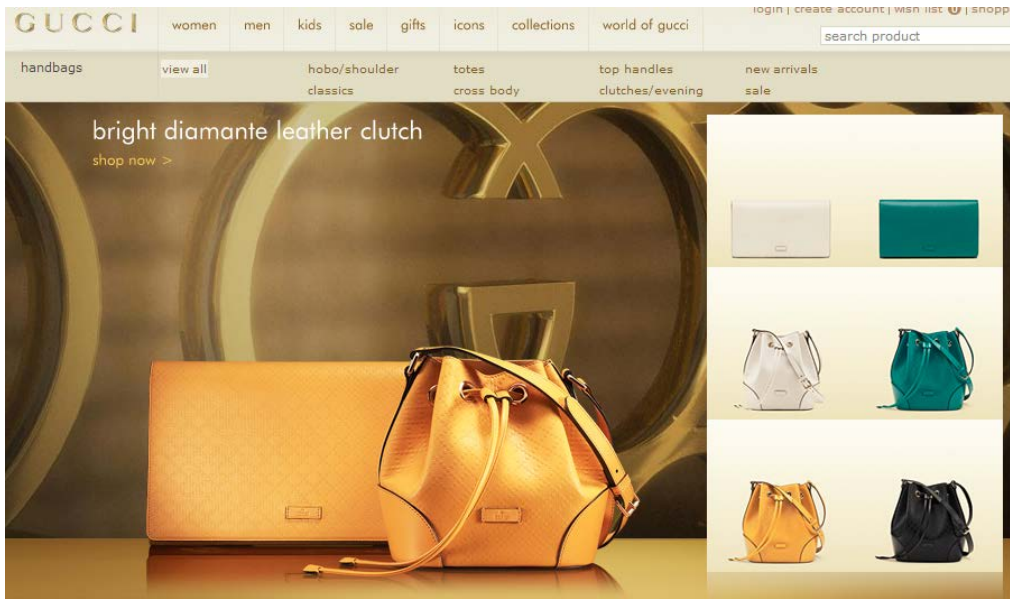 login | create account | wish list 0 | shopp
GUCCI women men kids sale gifts icons collections world of gucci
search product
handbags view all hobo/shoulder totes top handles new arrivals
classics cross body clutches/evening sale
bright diamante leather clutch
shop now >